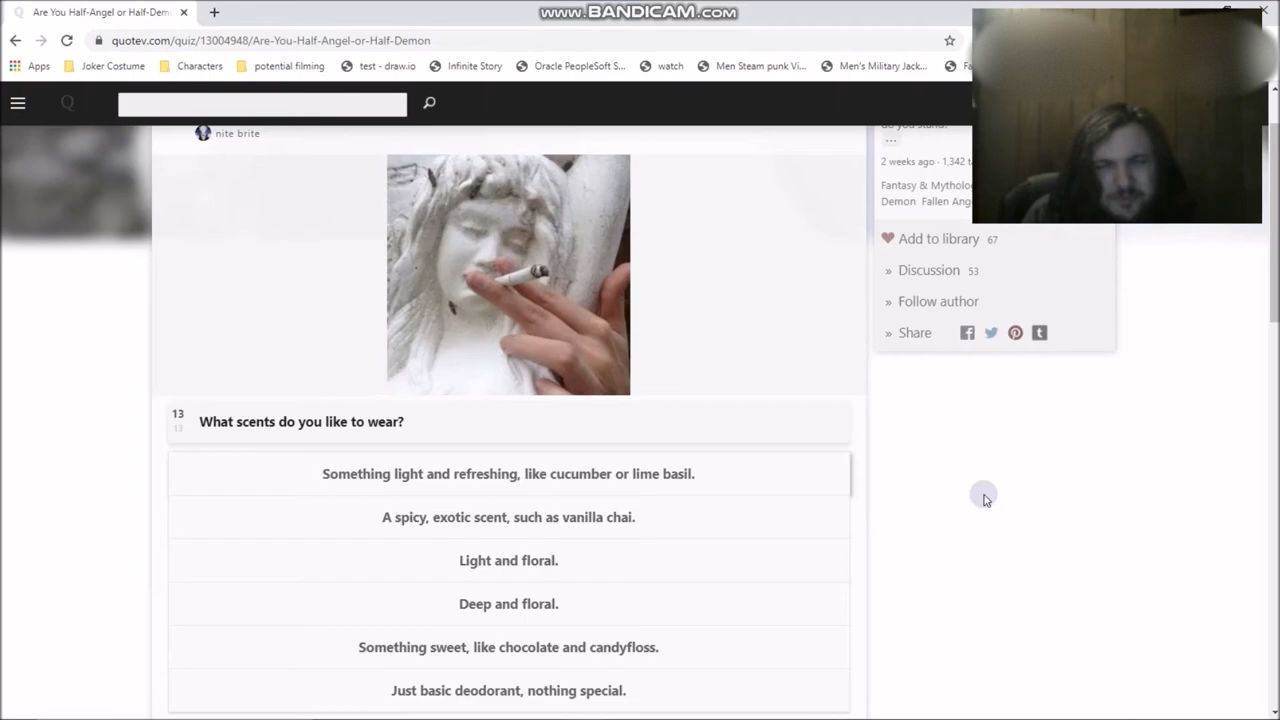 Are You Half-Angel or Half-Dem
www.BANDICAM.com
quotev.com/quiz/13004948/Are-You-Half-Angel-or-Half-Demon
Apps
Joker Costume
Characters
potential filming
test - draw.io
Infinite Story
Oracle PeopleSoft S...
watch
Men Steam punk Vi...
Men's Military Jack...
Q
nite brite
do you stand?
...
2 weeks ago · 1,342 ta
Fantasy & Mytholo
Demon Fallen Ang
Add to library 67
» Discussion 53
» Follow author
» Share
13
13
What scents do you like to wear?
Something light and refreshing, like cucumber or lime basil.
A spicy, exotic scent, such as vanilla chai.
Light and floral.
Deep and floral.
Something sweet, like chocolate and candyfloss.
Just basic deodorant, nothing special.